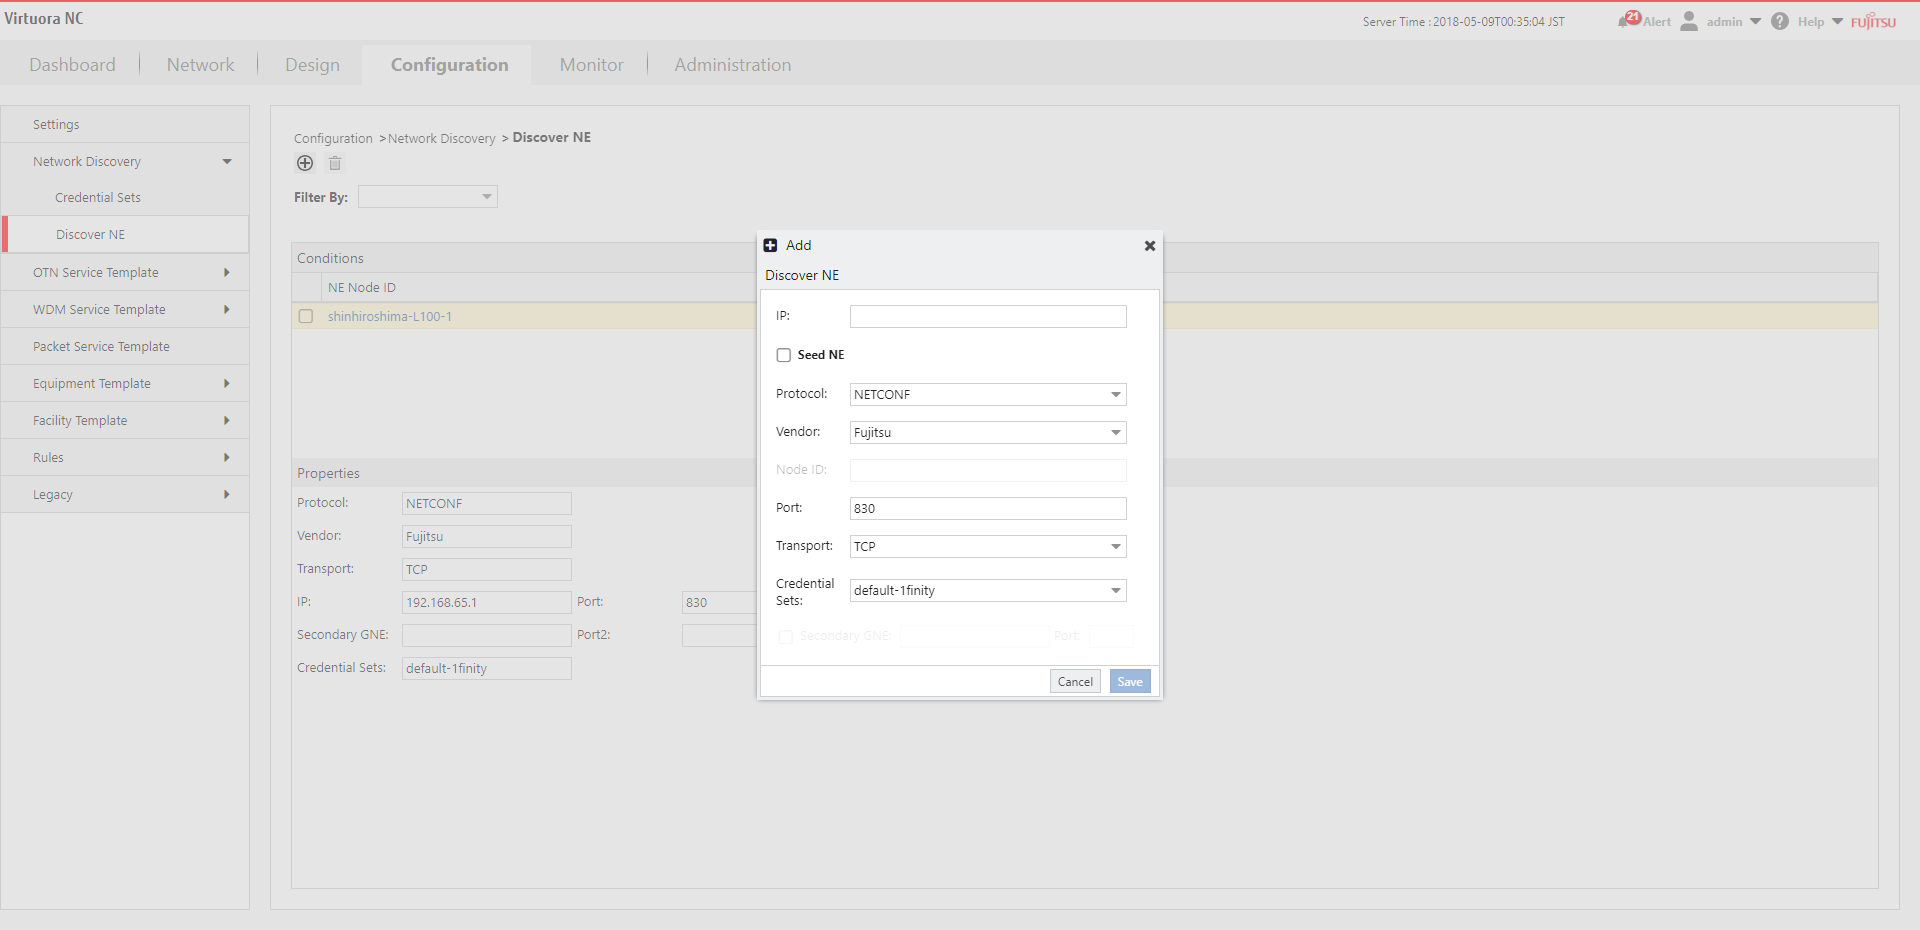 Virtuora NC
Server Time : 2018-05-09T00:35:04 JST
21
Alert
admin
Help
FUJITSU
Dashboard
Network
Design
Configuration
Monitor
Administration
Settings
Network Discovery
Credential Sets
Discover NE
OTN Service Template
WDM Service Template
Packet Service Template
Equipment Template
Facility Template
Rules
Legacy
Configuration >Network Discovery > Discover NE
Filter By:
Conditions
NE Node ID
shinhiroshima-L100-1
Properties
Protocol: NETCONF
Vendor: Fujitsu
Transport: TCP
IP: 192.168.65.1 Port: 830
Secondary GNE: Port2:
Credential Sets: default-1finity
Add
Discover NE
IP:
Seed NE
Protocol: NETCONF
Vendor: Fujitsu
Node ID:
Port: 830
Transport: TCP
Credential
Sets: default-1finity
Secondary GNE: Port:
Cancel Save